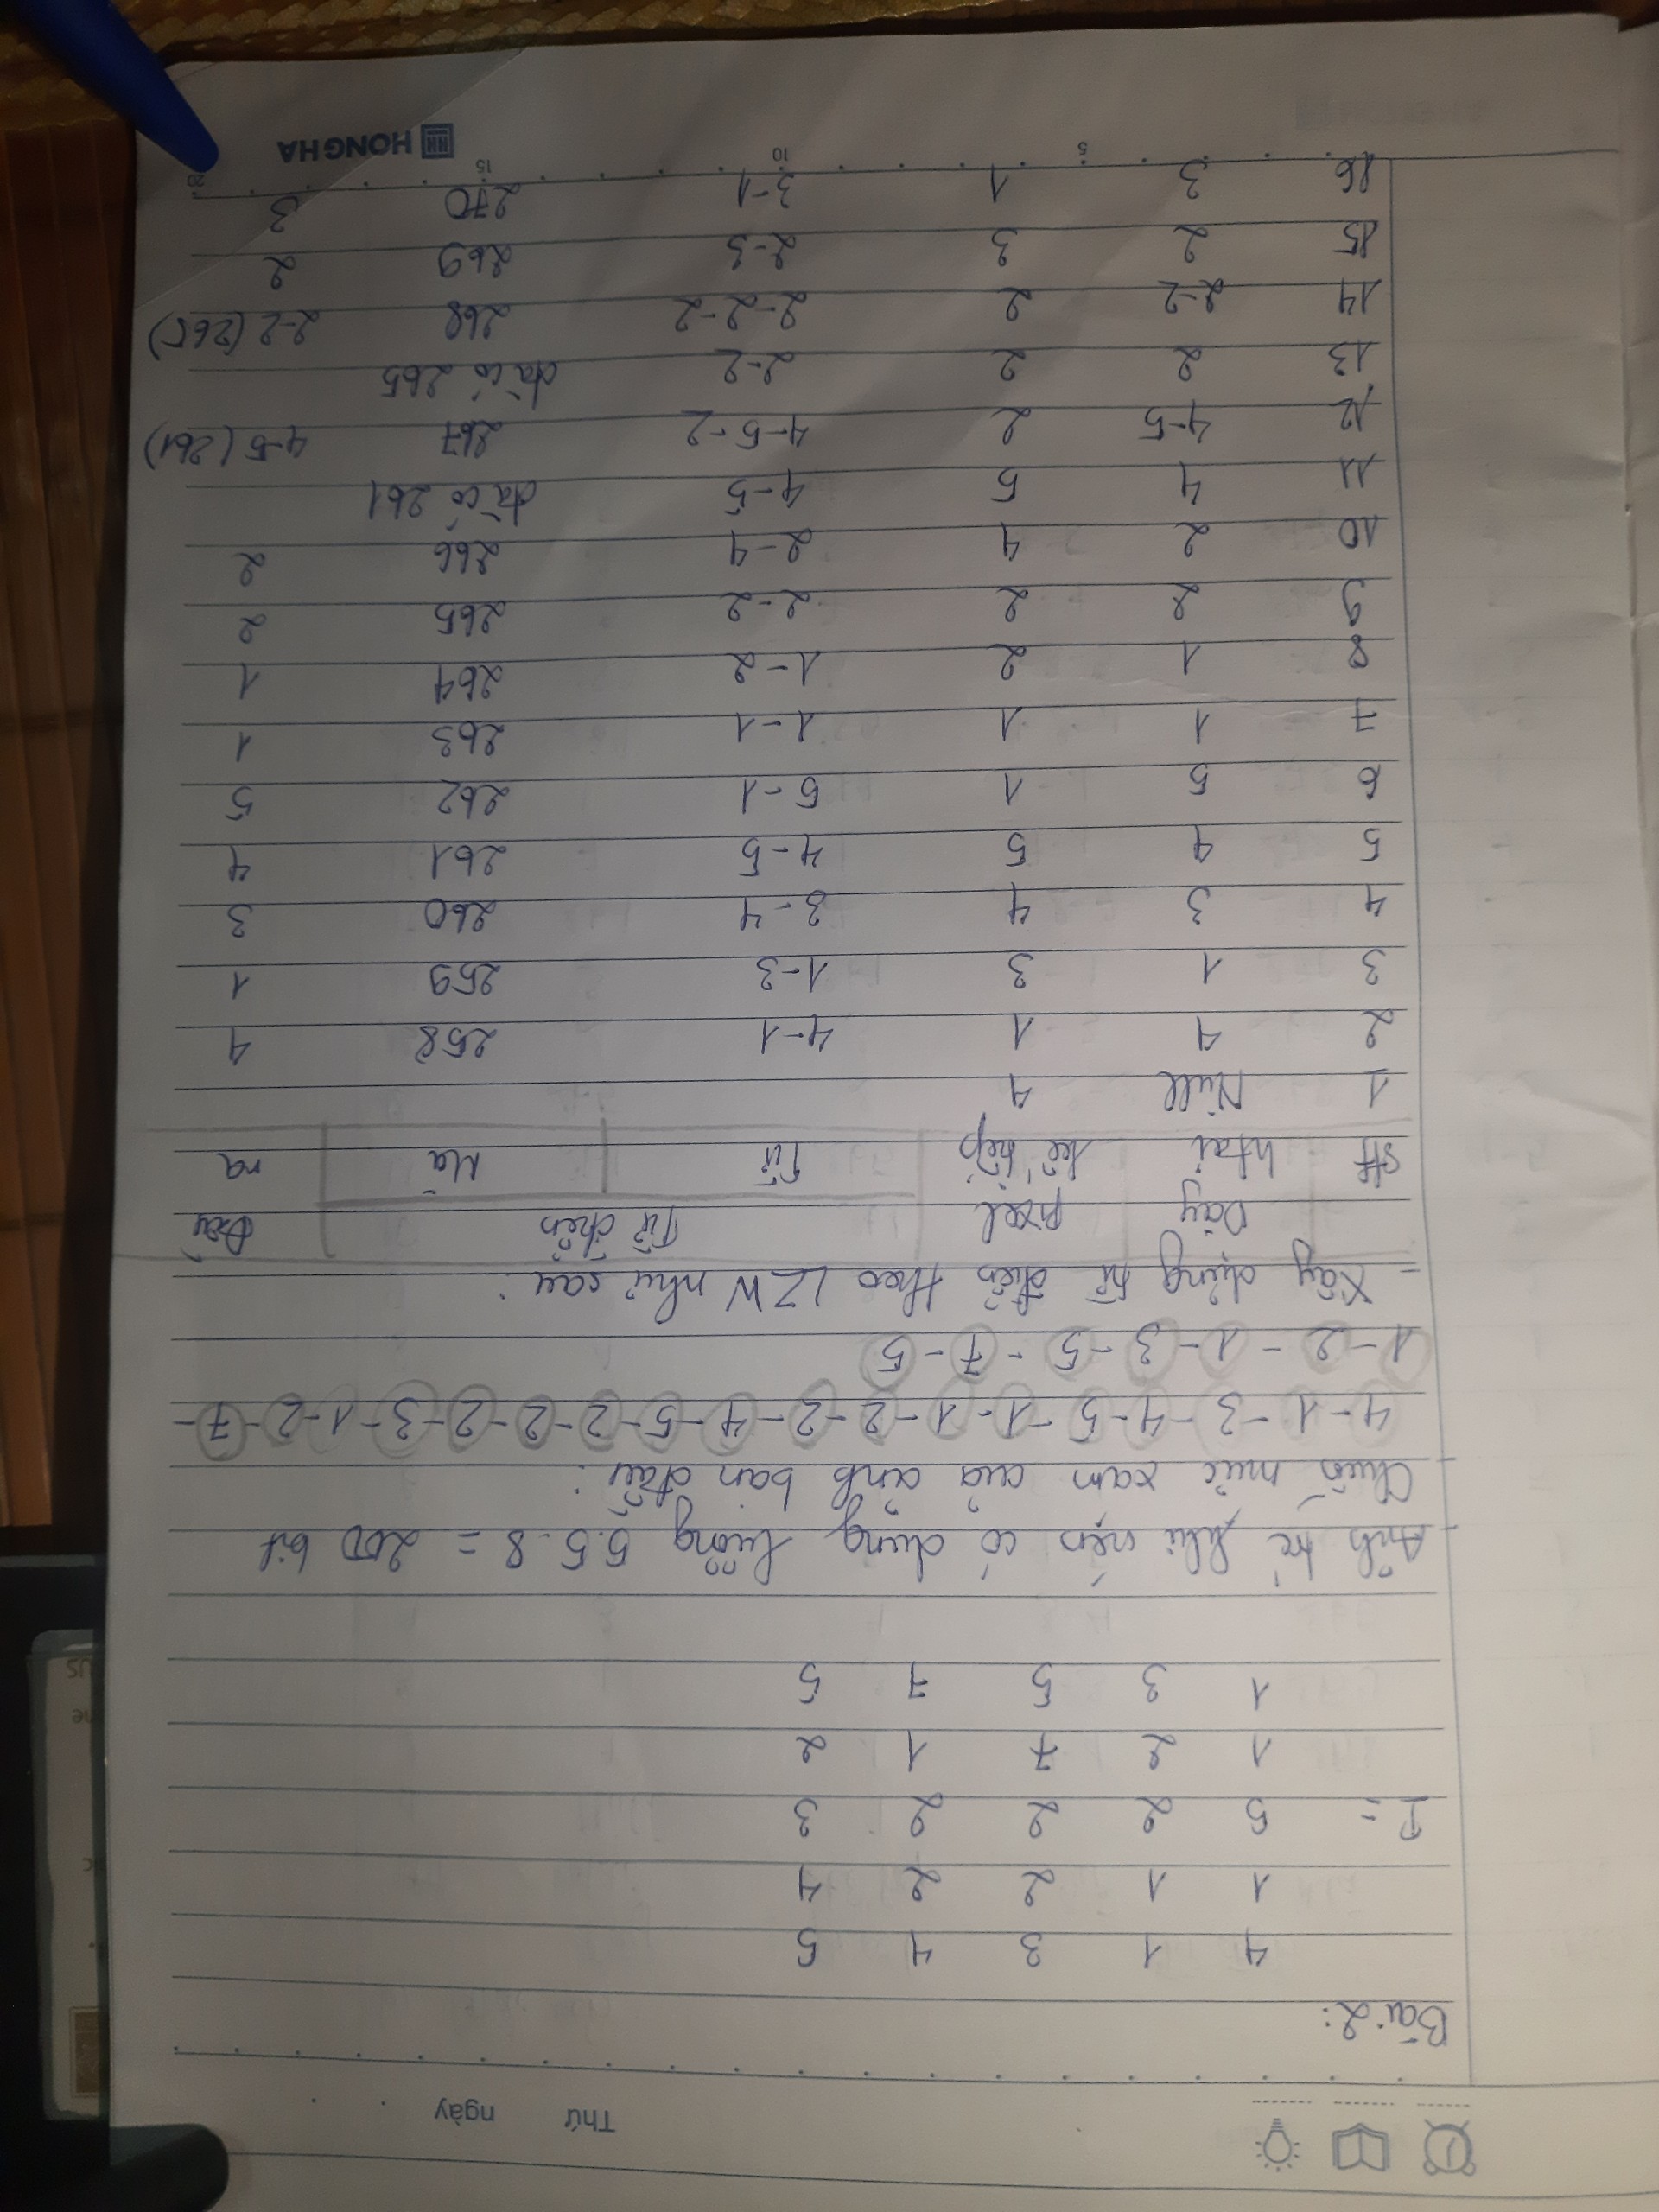 Thứ ngày
Bài 2:
4 1 3 4 5
1 1 2 2 4
I = 5 2 2 2 3
1 2 7 1 2
1 3 5 7 5
Ảnh trc khi nén có dung lượng 5.5.8 = 200 bit
Chuỗi mức xám của ảnh ban đầu:
4-1-3-4-5-1-1-2-2-4-5-2-2-2-3-1-2-7-
1-2-1-3-5-7-5
- Xây dựng từ điển theo LZW như sau:
Dãy pixel Từ điển Đầu
stt htại kế tiếp Từ Mã ra
1 Null 4
2 4 1 4-1 258 4
3 1 3 1-3 259 1
4 3 4 3-4 260 3
5 4 5 4-5 261 4
6 5 1 5-1 262 5
7 1 1 1-1 263 1
8 1 2 1-2 264 1
9 2 2 2-2 265 2
10 2 4 2-4 266 2
11 4 5 4-5 đã có 261
12 4-5 2 4-5-2 267 4-5 (261)
13 2 2 2-2 đã có 265
14 2-2 2 2-2-2 268 2-2 (265)
15 2 3 2-3 269 2
16 3 1 3-1 270 3
5 10 15 20
HONG HA